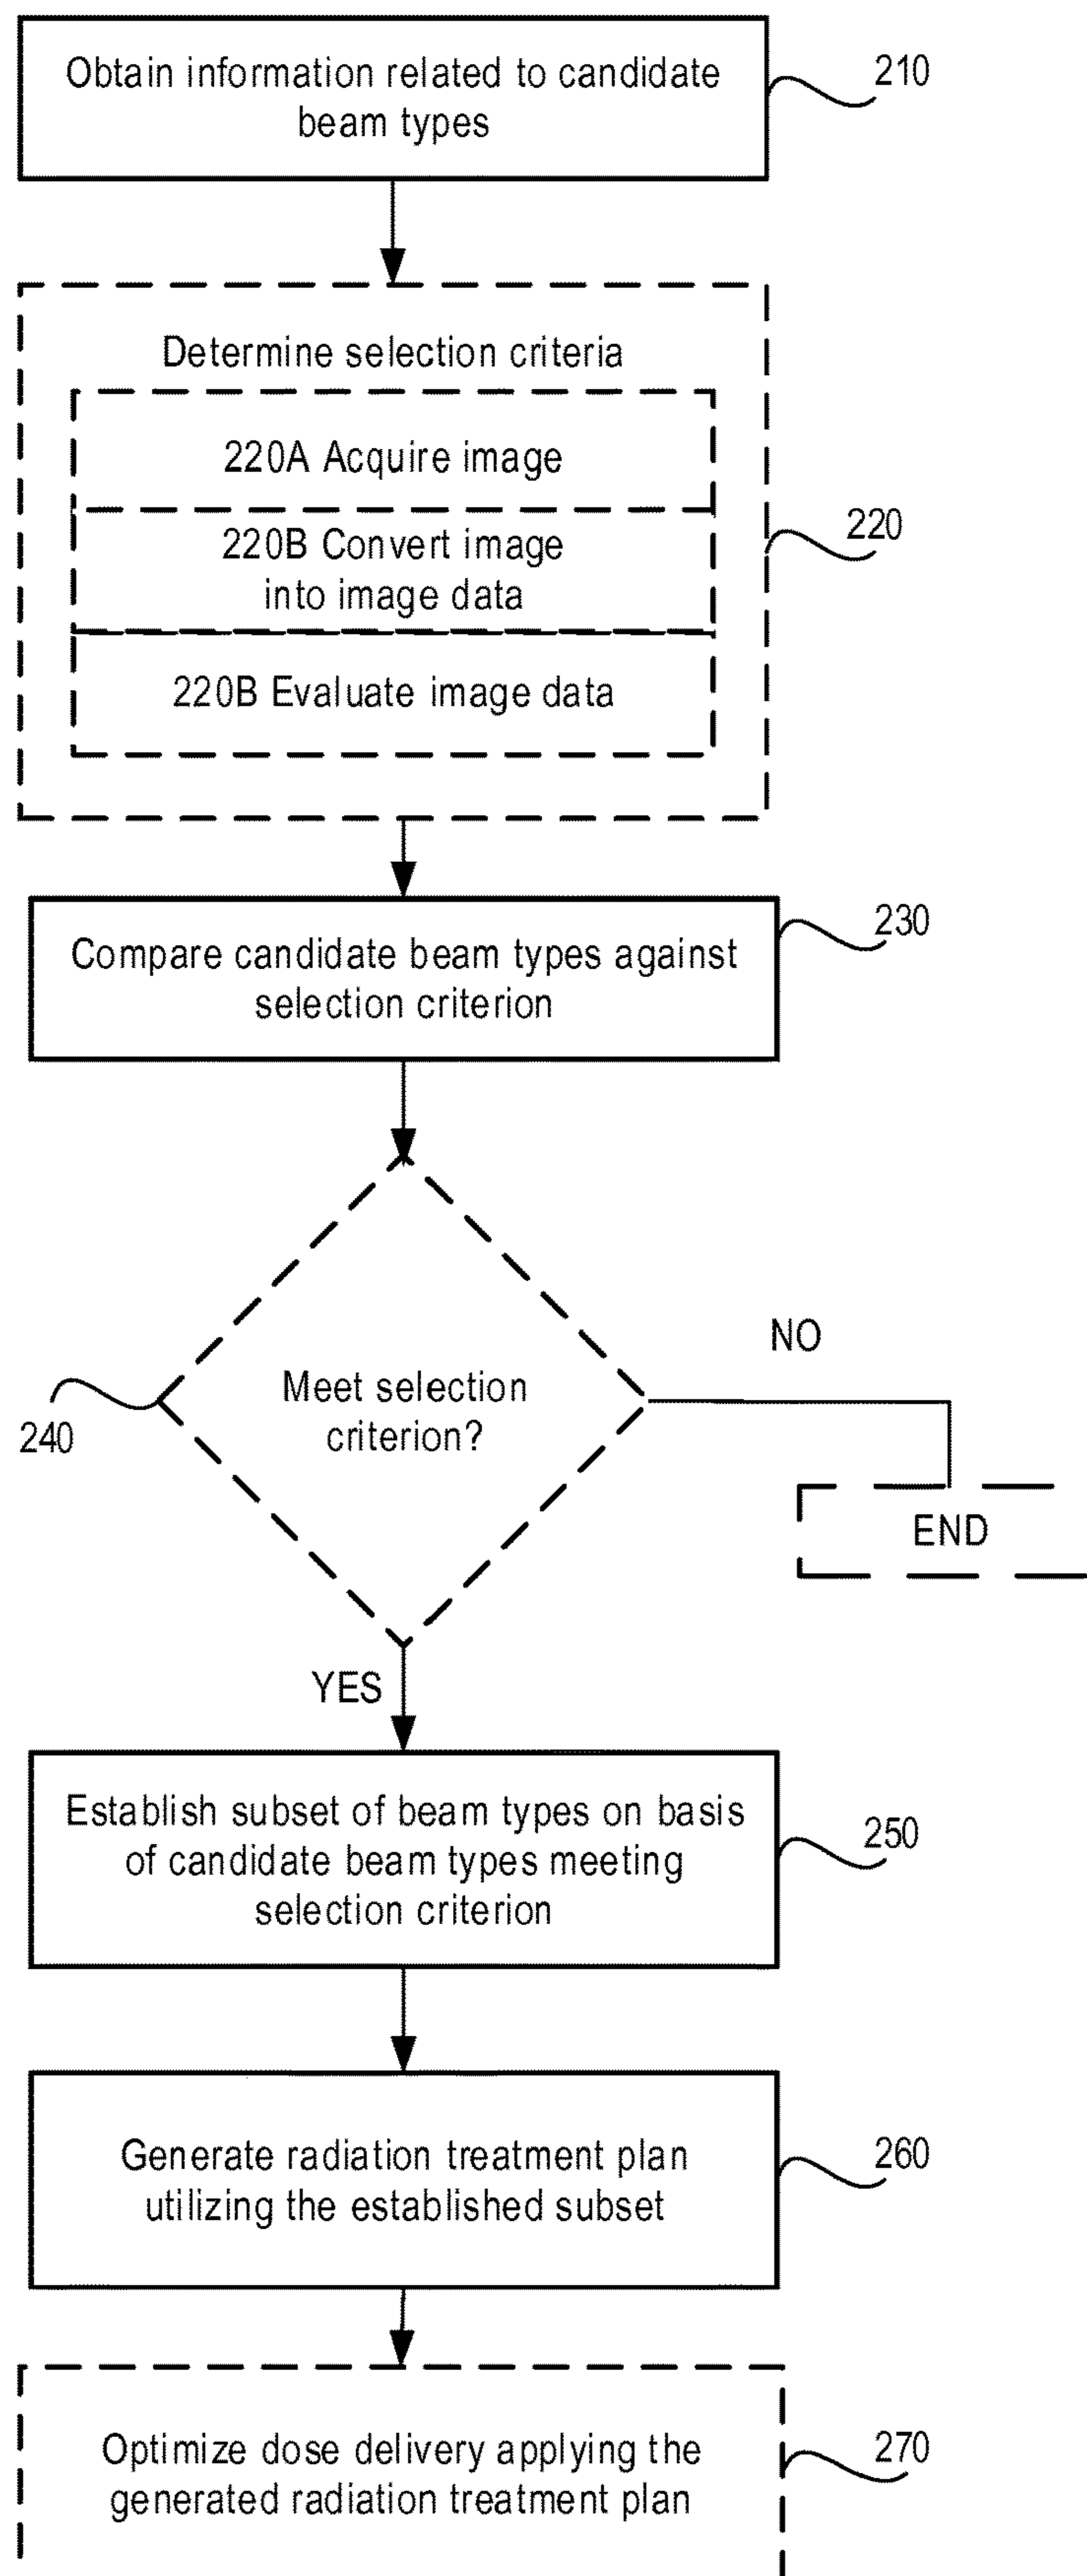 Obtain information related to candidate
beam types
210
Determine selection criteria
220A Acquire image
220B Convert image
into image data
220
220B Evaluate image data
230
Compare candidate beam types against
selection criterion
NO
Meet selection
criterion?
240
END
YES
Establish subset of beam types on basis
of candidate beam types meeting
selection criterion
250
Generate radiation treatment plan
utilizing the established subset
260
Optimize dose delivery applying the
generated radiation treatment plan
270